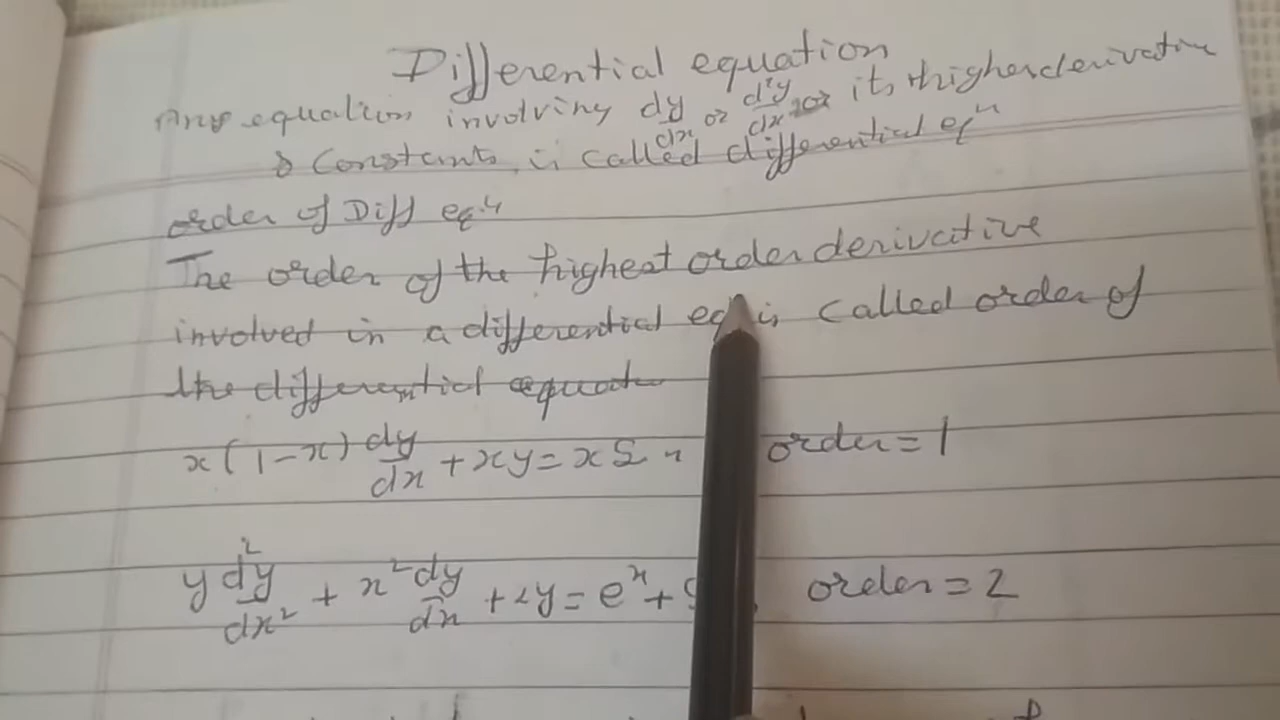 Differential equation
Any equation involving dy/dx or d²y/dx² or its higher derivative
& Constants is called differential eqⁿ
order of Diff eqⁿ
The order of the highest order derivative
involved in a differential eq is called order of
the differential equat
x(1-x) dy/dx + xy = x order = 1
y d²y/dx² + x² dy/dx + 2y = eˣ + order = 2